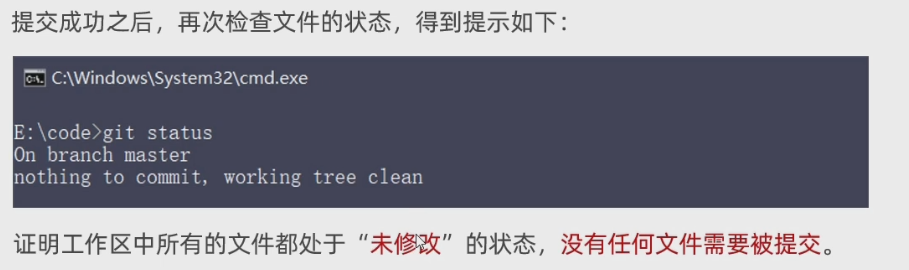 提交成功之后，再次检查文件的状态，得到提示如下：
C:\Windows\System32\cmd.exe
E:\code>git status
On branch master
nothing to commit, working tree clean
证明工作区中所有的文件都处于“未修改”的状态，没有任何文件需要被提交。